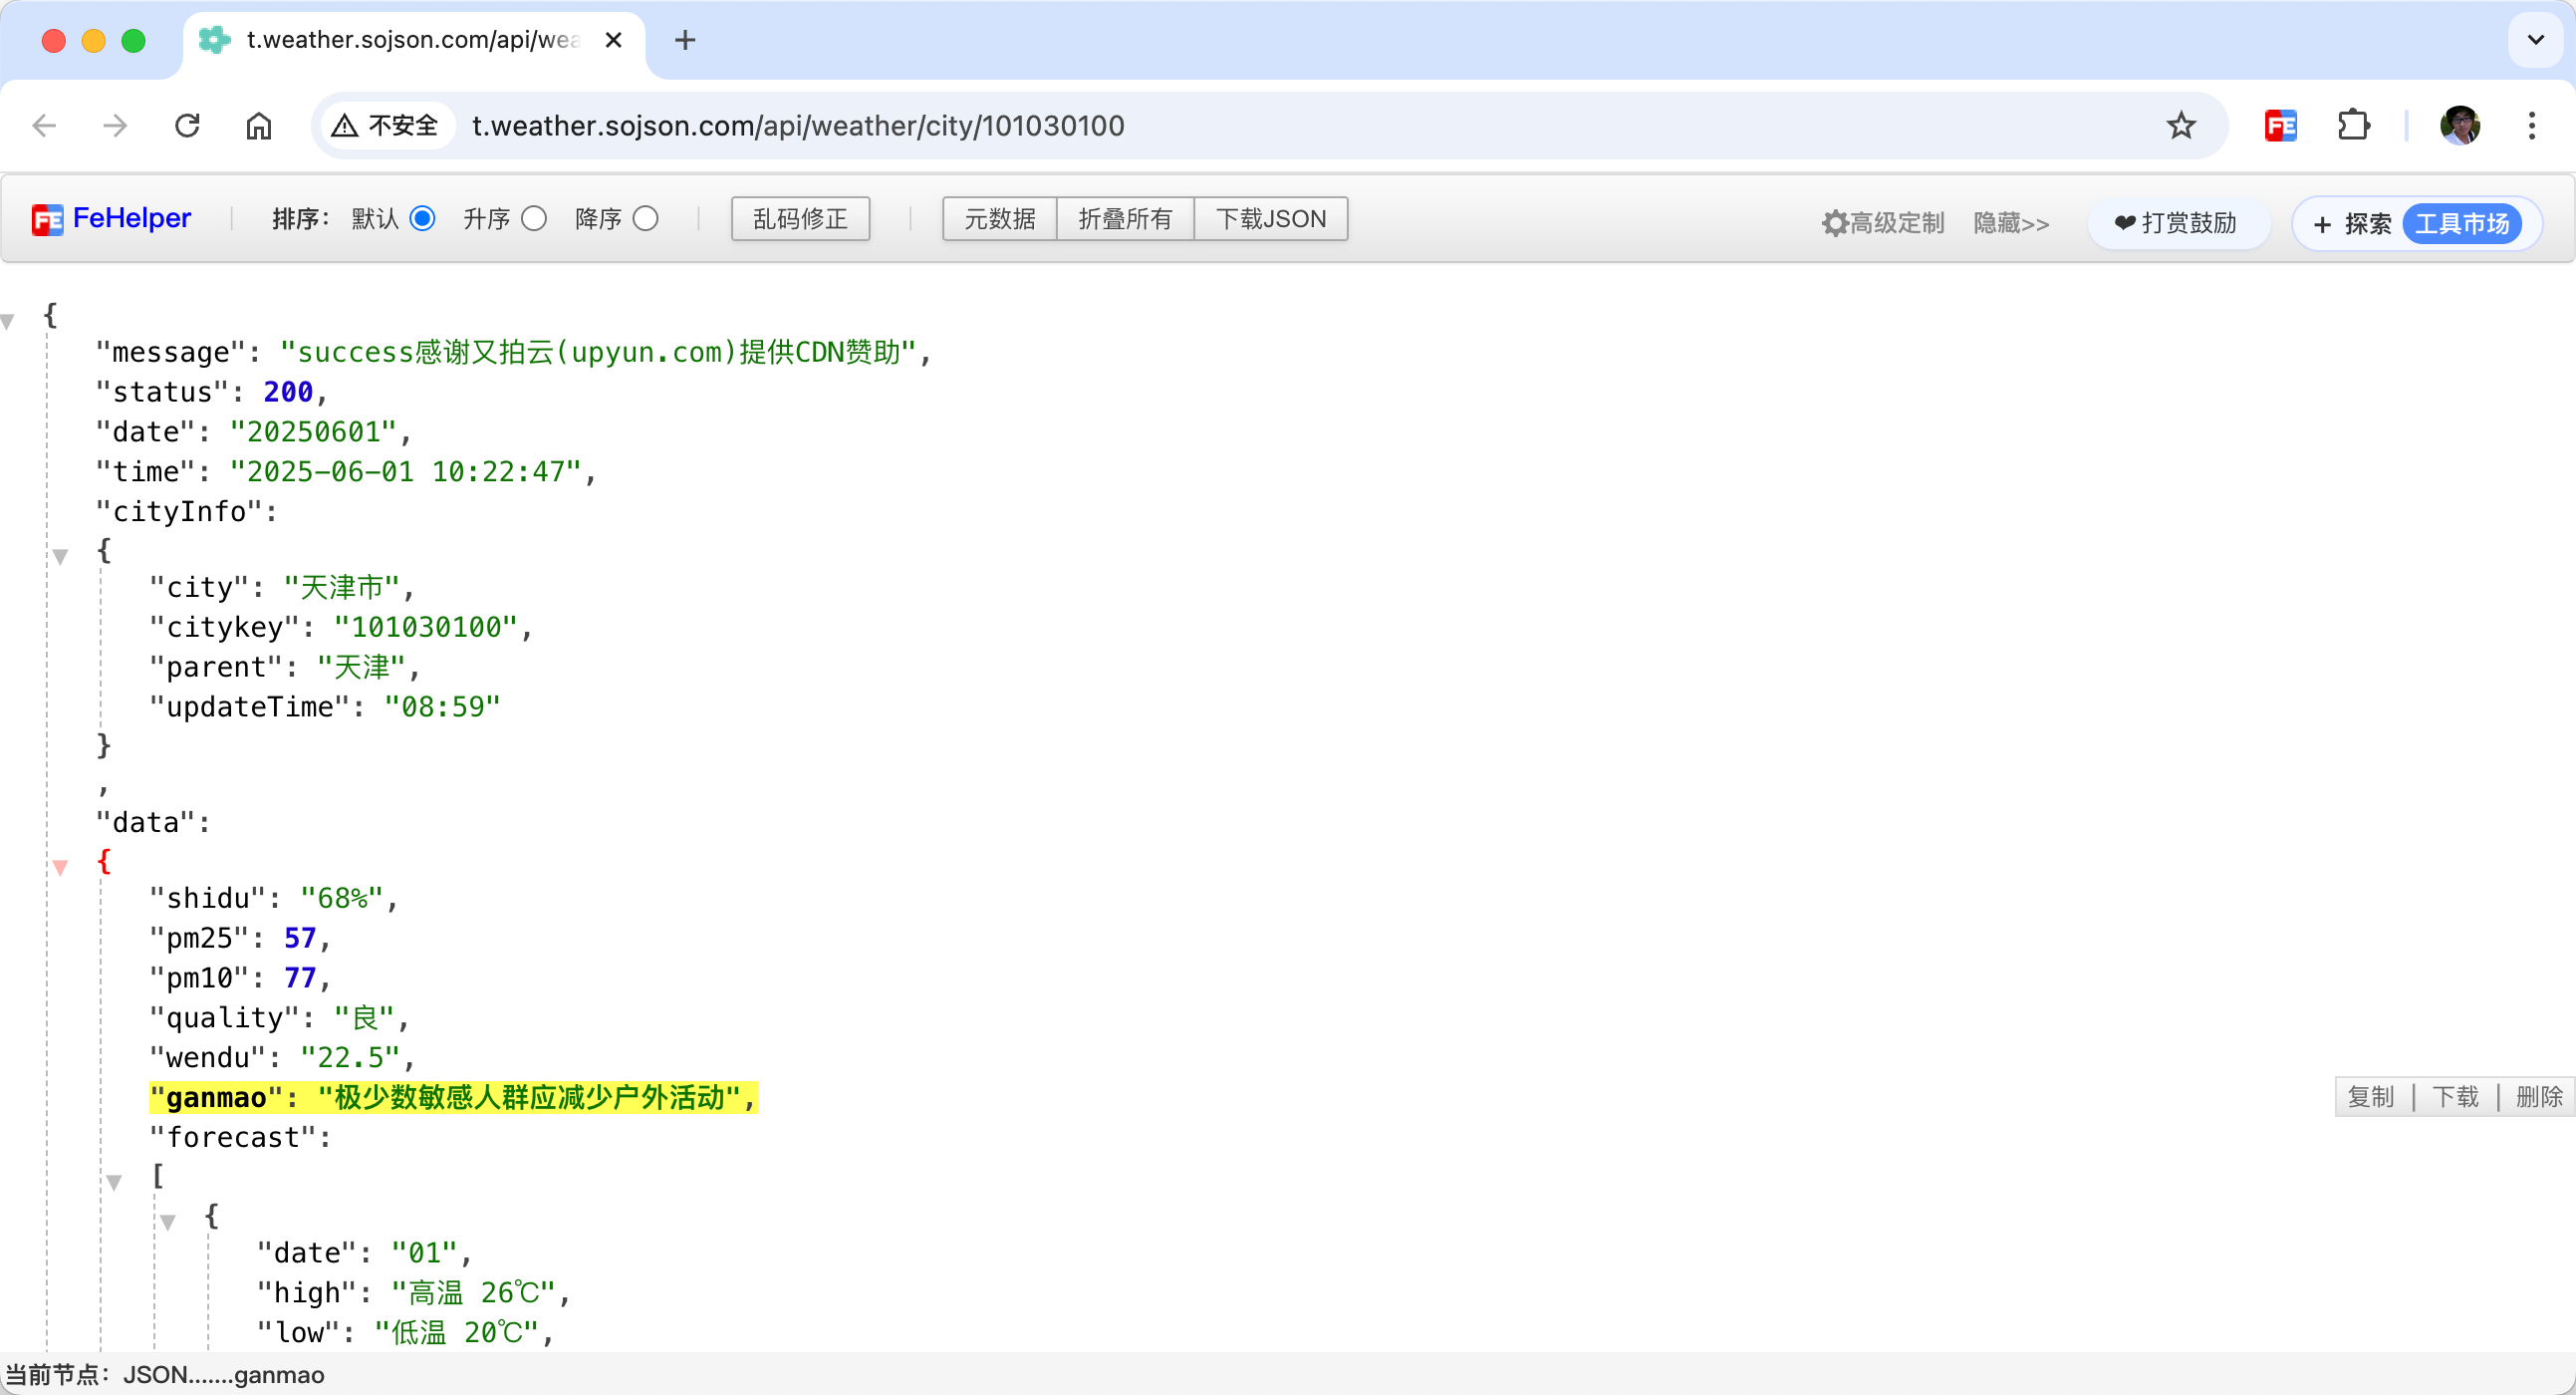 t.weather.sojson.com/api/wea
不安全 t.weather.sojson.com/api/weather/city/101030100
FE FeHelper 排序： 默认 升序 降序 乱码修正 元数据 折叠所有 下载JSON 高级定制 隐藏>> ❤打赏鼓励 + 探索 工具市场
{
"message": "success感谢又拍云(upyun.com)提供CDN赞助",
"status": 200,
"date": "20250601",
"time": "2025-06-01 10:22:47",
"cityInfo":
{
"city": "天津市",
"citykey": "101030100",
"parent": "天津",
"updateTime": "08:59"
}
,
"data":
{
"shidu": "68%",
"pm25": 57,
"pm10": 77,
"quality": "良",
"wendu": "22.5",
"ganmao": "极少数敏感人群应减少户外活动", 复制 | 下载 | 删除
"forecast":
[
{
"date": "01",
"high": "高温 26℃",
"low": "低温 20℃",
当前节点：JSON.......ganmao